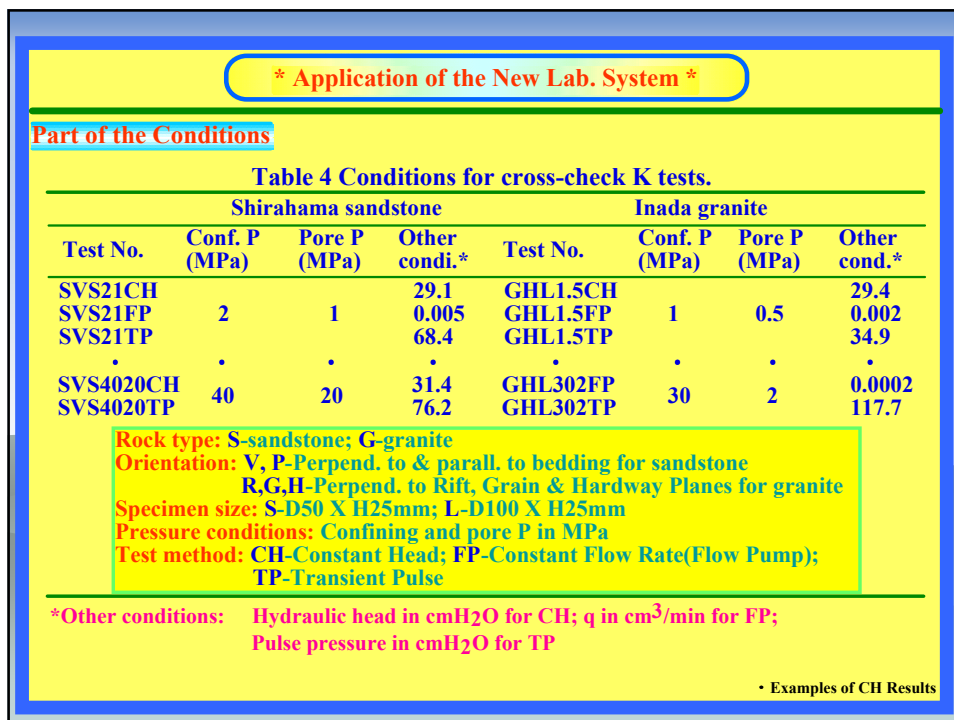 * Application of the New Lab. System *
Part of the Conditions
Table 4 Conditions for cross-check K tests.
Shirahama sandstone Inada granite
Test No. Conf. P (MPa) Pore P (MPa) Other condi.* Test No. Conf. P (MPa) Pore P (MPa) Other cond.*
SVS21CH 29.1 GHL1.5CH 29.4
SVS21FP 2 1 0.005 GHL1.5FP 1 0.5 0.002
SVS21TP 68.4 GHL1.5TP 34.9
· · · · · · · ·
SVS4020CH 40 20 31.4 GHL302FP 30 2 0.0002
SVS4020TP 76.2 GHL302TP 117.7
Rock type: S-sandstone; G-granite
Orientation: V, P-Perpend. to & parall. to bedding for sandstone
R,G,H-Perpend. to Rift, Grain & Hardway Planes for granite
Specimen size: S-D50 X H25mm; L-D100 X H25mm
Pressure conditions: Confining and pore P in MPa
Test method: CH-Constant Head; FP-Constant Flow Rate(Flow Pump);
TP-Transient Pulse
*Other conditions: Hydraulic head in cmH2O for CH; q in cm3/min for FP;
Pulse pressure in cmH2O for TP
· Examples of CH Results